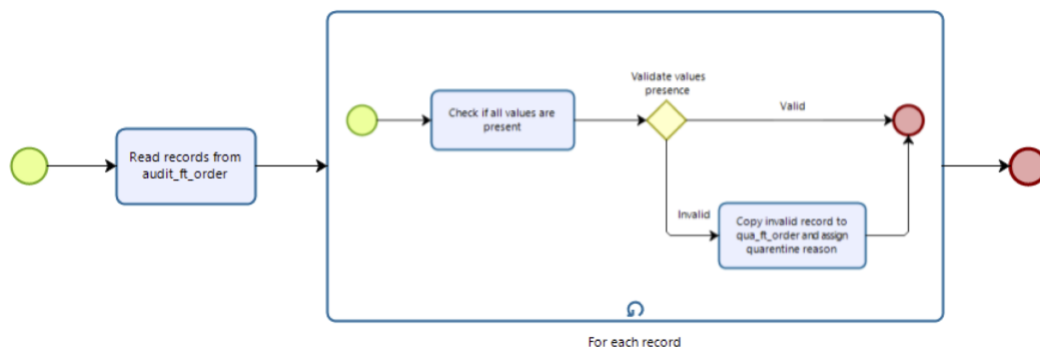 Read records from
audit_ft_order
Check if all values are
present
Validate values
presence
Valid
Invalid
Copy invalid record to
qua_ft_order and assign
quarentine reason
For each record